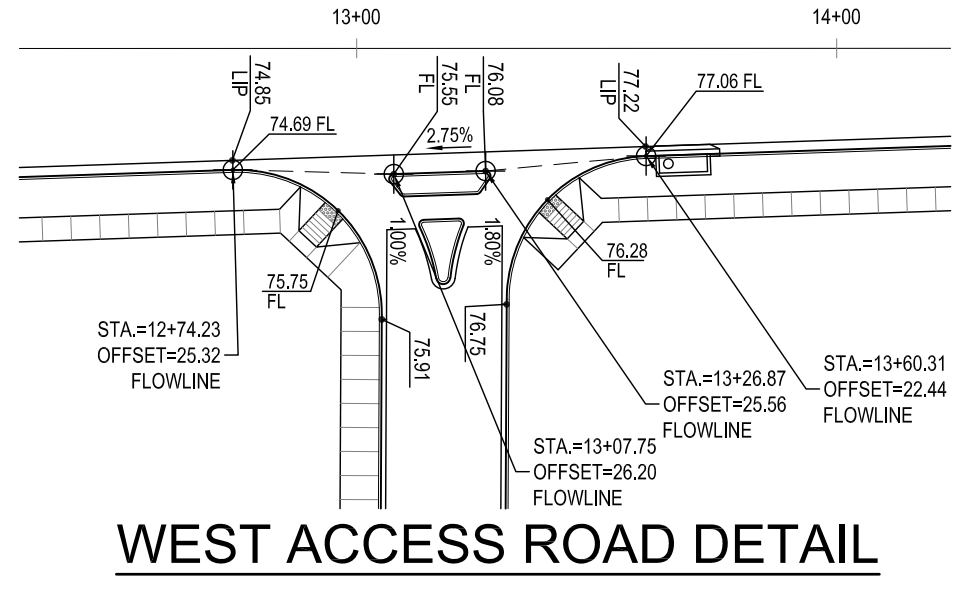 13+00
14+00
74.85
LIP
74.69 FL
75.55
FL
76.08
FL
2.75%
77.22
LIP
77.06 FL
1.00%
1.80%
75.75
FL
76.28
FL
75.91
76.75
STA.=12+74.23
OFFSET=25.32
FLOWLINE
STA.=13+07.75
OFFSET=26.20
FLOWLINE
STA.=13+26.87
OFFSET=25.56
FLOWLINE
STA.=13+60.31
OFFSET=22.44
FLOWLINE
WEST ACCESS ROAD DETAIL